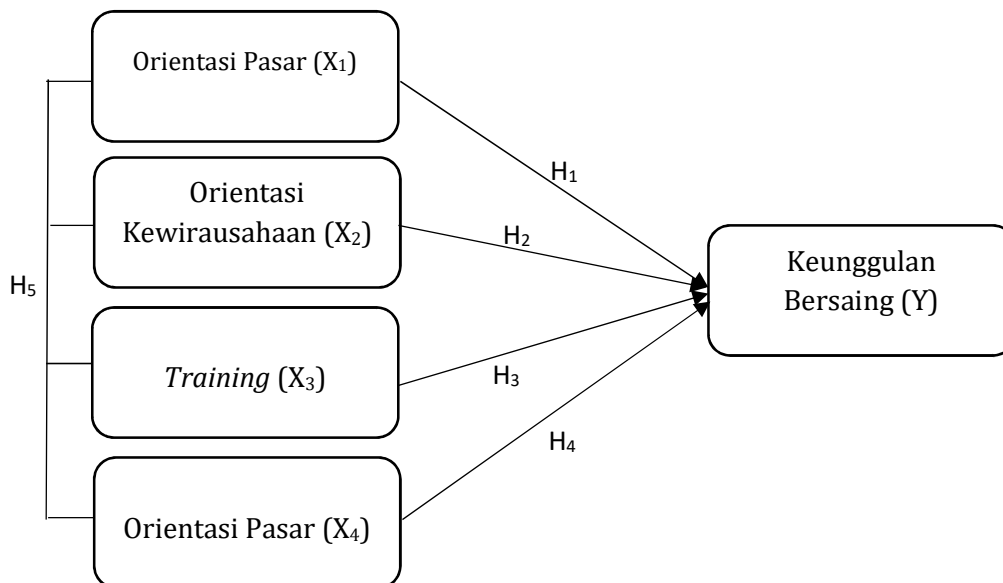 Orientasi Pasar (X₁)
H₁
Orientasi
Kewirausahaan (X₂)
H₂
Keunggulan
Bersaing (Y)
H₅
Training (X₃)
H₃
H₄
Orientasi Pasar (X₄)